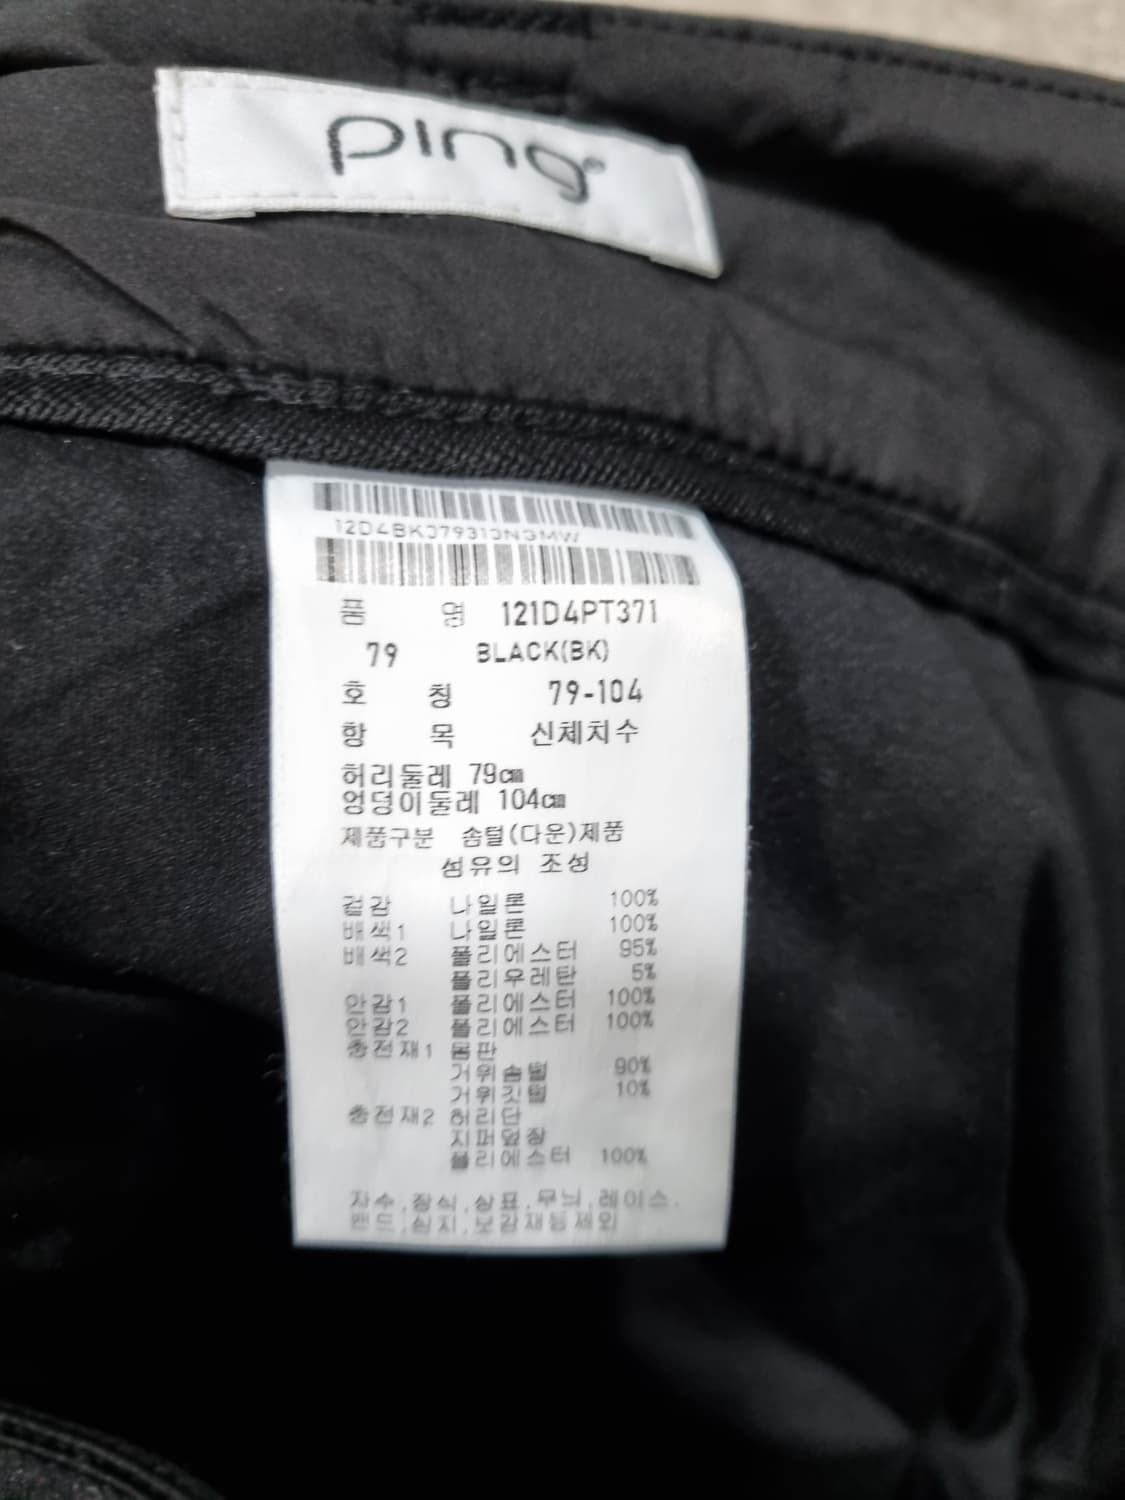 ping
품 명 121D4PT371
79 BLACK(BK)
호 칭 79-104
항 목 신체치수
허리둘레 79㎝
엉덩이둘레 104㎝
제품구분 솜털(다운)제품
섬유의 조성
겉감 나일론 100%
배색1 나일론 100%
배색2 폴리에스터 95%
폴리우레탄 5%
안감1 폴리에스터 100%
안감2 폴리에스터 100%
충전재1 몸판
거위솜털 90%
거위깃털 10%
충전재2 허리단
지퍼덮장
폴리에스터 100%
자수,장식,상표,무늬,레이스,
밴드,심지,보강재등제외